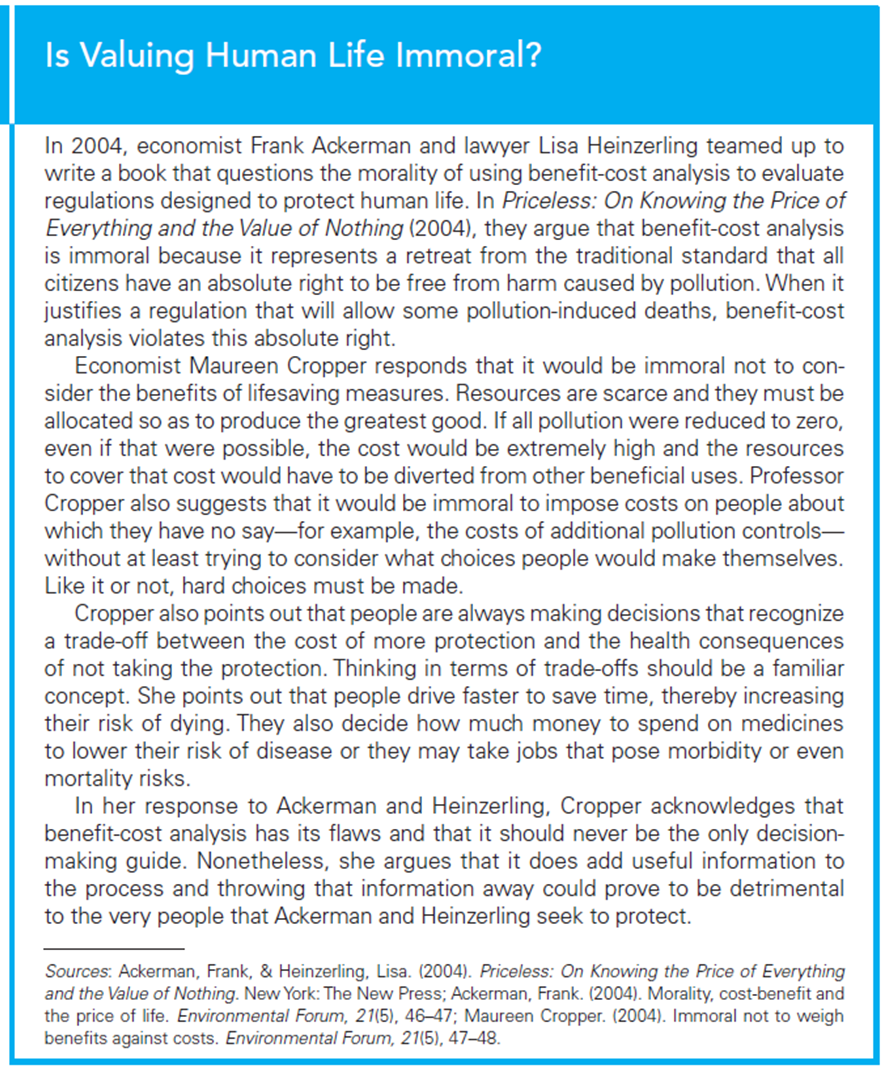 Is Valuing Human Life Immoral?
In 2004, economist Frank Ackerman and lawyer Lisa Heinzerling teamed up to
write a book that questions the morality of using benefit-cost analysis to evaluate
regulations designed to protect human life. In Priceless: On Knowing the Price of
Everything and the Value of Nothing (2004), they argue that benefit-cost analysis
is immoral because it represents a retreat from the traditional standard that all
citizens have an absolute right to be free from harm caused by pollution. When it
justifies a regulation that will allow some pollution-induced deaths, benefit-cost
analysis violates this absolute right.
Economist Maureen Cropper responds that it would be immoral not to con-
sider the benefits of lifesaving measures. Resources are scarce and they must be
allocated so as to produce the greatest good. If all pollution were reduced to zero,
even if that were possible, the cost would be extremely high and the resources
to cover that cost would have to be diverted from other beneficial uses. Professor
Cropper also suggests that it would be immoral to impose costs on people about
which they have no say—for example, the costs of additional pollution controls—
without at least trying to consider what choices people would make themselves.
Like it or not, hard choices must be made.
Cropper also points out that people are always making decisions that recognize
a trade-off between the cost of more protection and the health consequences
of not taking the protection. Thinking in terms of trade-offs should be a familiar
concept. She points out that people drive faster to save time, thereby increasing
their risk of dying. They also decide how much money to spend on medicines
to lower their risk of disease or they may take jobs that pose morbidity or even
mortality risks.
In her response to Ackerman and Heinzerling, Cropper acknowledges that
benefit-cost analysis has its flaws and that it should never be the only decision-
making guide. Nonetheless, she argues that it does add useful information to
the process and throwing that information away could prove to be detrimental
to the very people that Ackerman and Heinzerling seek to protect.
Sources: Ackerman, Frank, & Heinzerling, Lisa. (2004). Priceless: On Knowing the Price of Everything
and the Value of Nothing. New York: The New Press; Ackerman, Frank. (2004). Morality, cost-benefit and
the price of life. Environmental Forum, 21(5), 46–47; Maureen Cropper. (2004). Immoral not to weigh
benefits against costs. Environmental Forum, 21(5), 47–48.